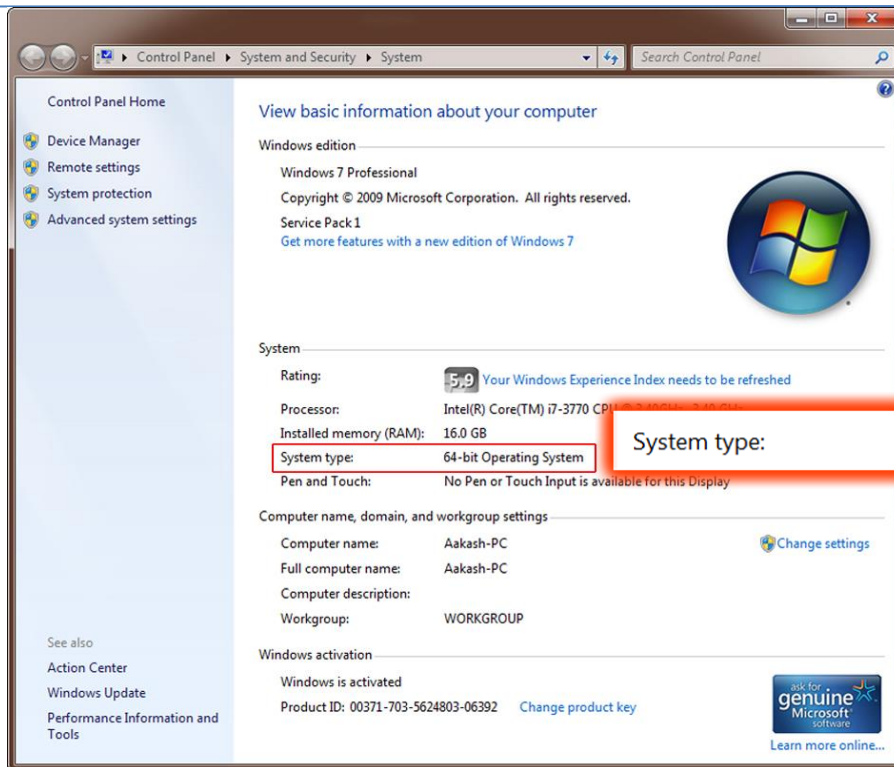 Control Panel System and Security System Search Control Panel
Control Panel Home
Device Manager
Remote settings
System protection
Advanced system settings
See also
Action Center
Windows Update
Performance Information and
Tools
View basic information about your computer
Windows edition
Windows 7 Professional
Copyright © 2009 Microsoft Corporation. All rights reserved.
Service Pack 1
Get more features with a new edition of Windows 7
System
Rating: 5,9 Your Windows Experience Index needs to be refreshed
Processor: Intel(R) Core(TM) i7-3770 CPU
Installed memory (RAM): 16.0 GB
System type: 64-bit Operating System
System type:
Pen and Touch: No Pen or Touch Input is available for this Display
Computer name, domain, and workgroup settings
Computer name: Aakash-PC Change settings
Full computer name: Aakash-PC
Computer description:
Workgroup: WORKGROUP
Windows activation
Windows is activated
Product ID: 00371-703-5624803-06392 Change product key
ask for
genuine
Microsoft
software
Learn more online...